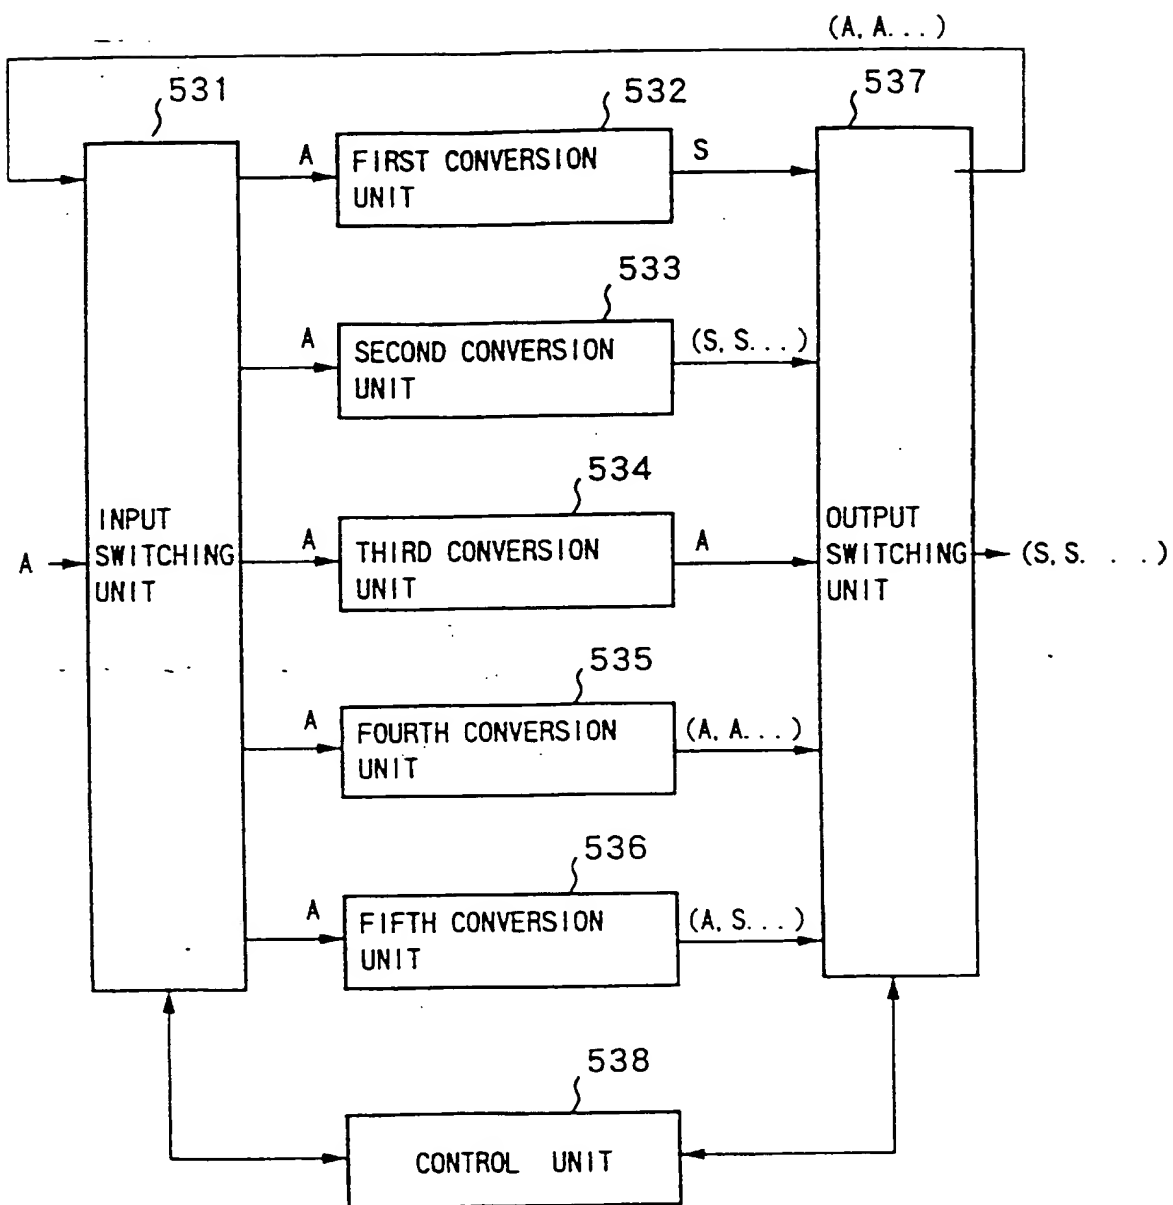 (A, A...)
531
532
537
A
FIRST CONVERSION
UNIT
S
533
A
SECOND CONVERSION
UNIT
(S, S...)
534
A
INPUT
SWITCHING
UNIT
A
THIRD CONVERSION
UNIT
A
OUTPUT
SWITCHING
UNIT
(S, S. . . .)
535
A
FOURTH CONVERSION
UNIT
(A, A...)
536
A
FIFTH CONVERSION
UNIT
(A, S...)
538
CONTROL UNIT